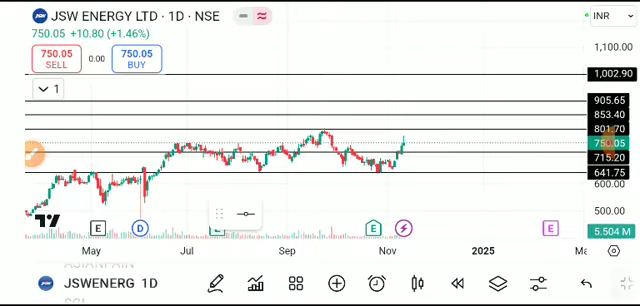 JSW ENERGY LTD · 1D · NSE
INR
750.05 +10.80 (+1.46%)
1,100.00
750.05
SELL
0.00
750.05
BUY
1,002.90
1
905.65
853.40
801.70
750.05
715.20
641.75
600.00
500.00
E
D
E
E
5.504 M
May
Jul
Sep
Nov
2025
JSWENERG 1D